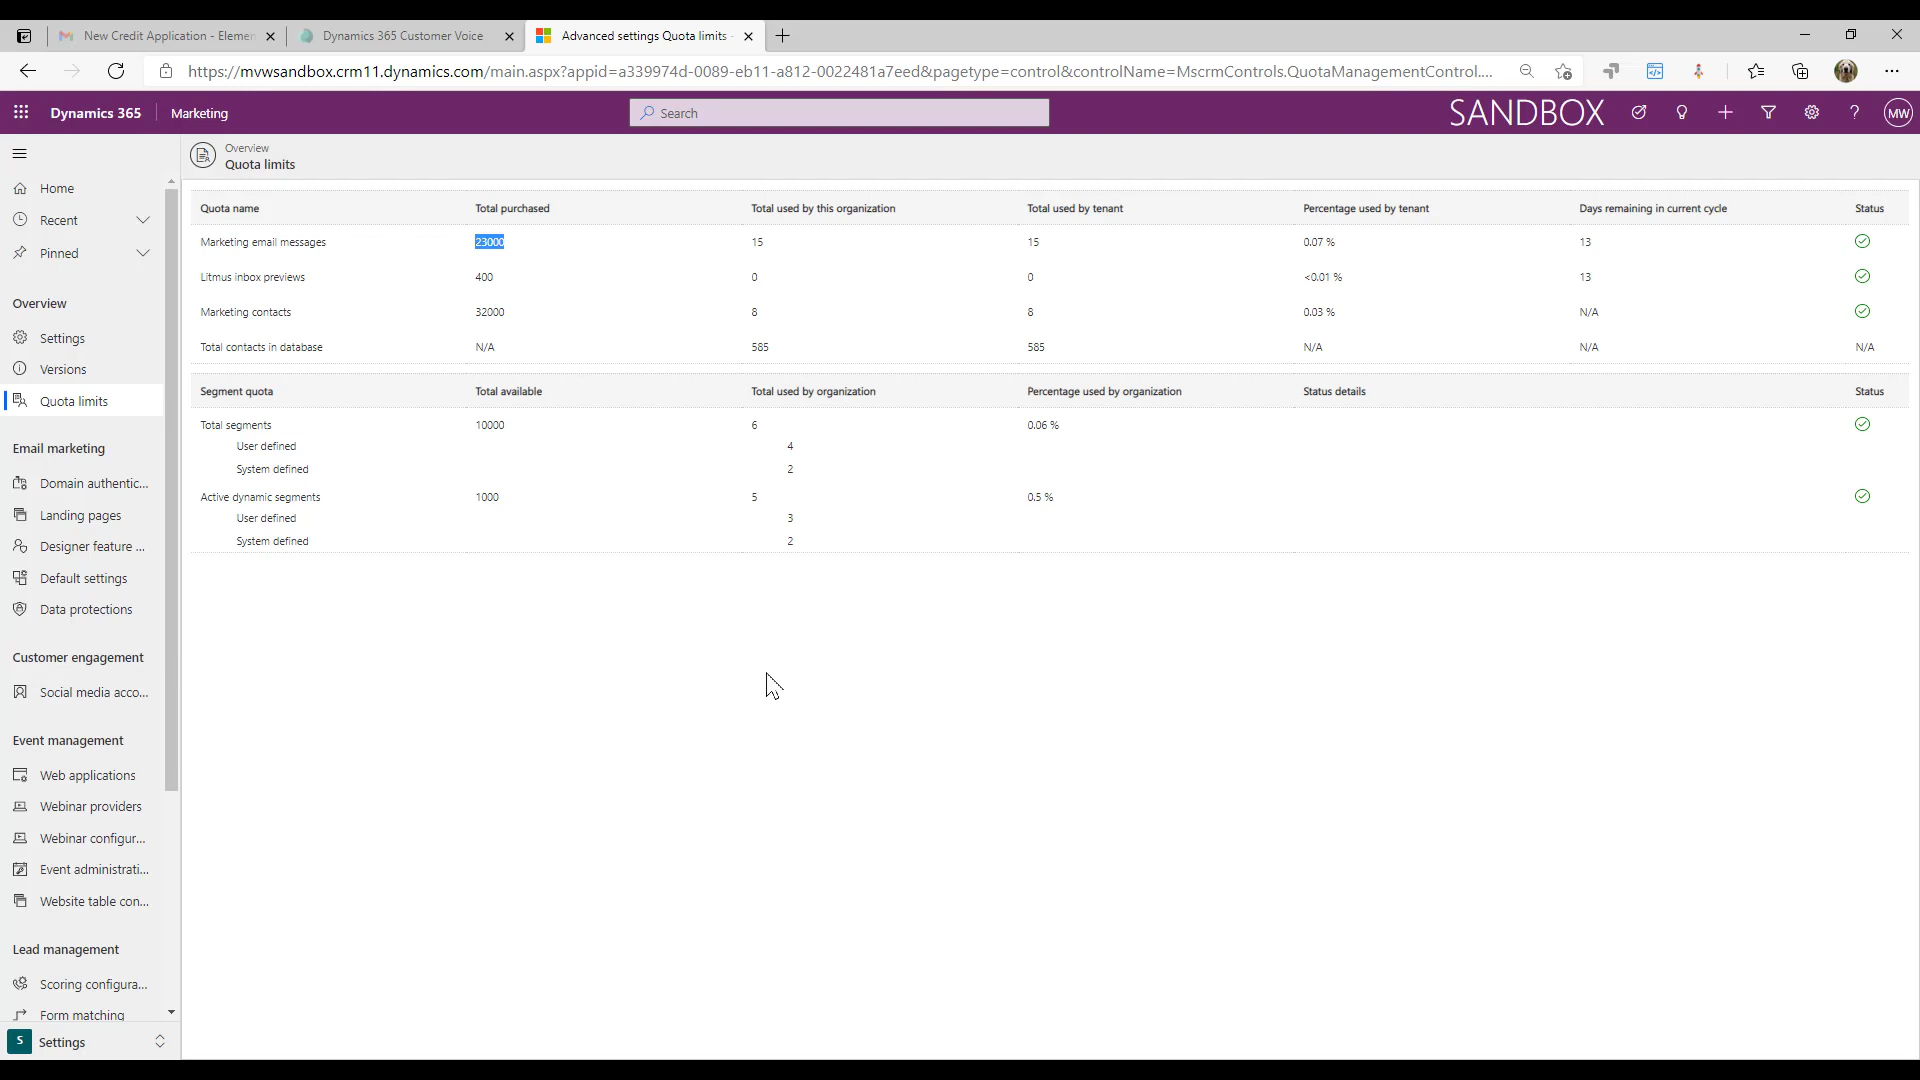 New Credit Application - Elemen
Dynamics 365 Customer Voice
Advanced settings Quota limits -
https://mvwsandbox.crm11.dynamics.com/main.aspx?appid=a339974d-0089-eb11-a812-0022481a7eed&pagetype=control&controlName=MscrmControls.QuotaManagementControl....
Dynamics 365 Marketing Search SANDBOX MW
Overview
Quota limits
Home
Recent
Pinned
Overview
Settings
Versions
Quota limits
Email marketing
Domain authentic...
Landing pages
Designer feature ...
Default settings
Data protections
Customer engagement
Social media acco...
Event management
Web applications
Webinar providers
Webinar configur...
Event administrati...
Website table con...
Lead management
Scoring configura...
Form matching
S Settings
Quota name Total purchased Total used by this organization Total used by tenant Percentage used by tenant Days remaining in current cycle Status
Marketing email messages 23000 15 15 0.07 % 13
Litmus inbox previews 400 0 0 <0.01 % 13
Marketing contacts 32000 8 8 0.03 % N/A
Total contacts in database N/A 585 585 N/A N/A N/A
Segment quota Total available Total used by organization Percentage used by organization Status details Status
Total segments 10000 6 0.06 %
User defined 4
System defined 2
Active dynamic segments 1000 5 0.5 %
User defined 3
System defined 2